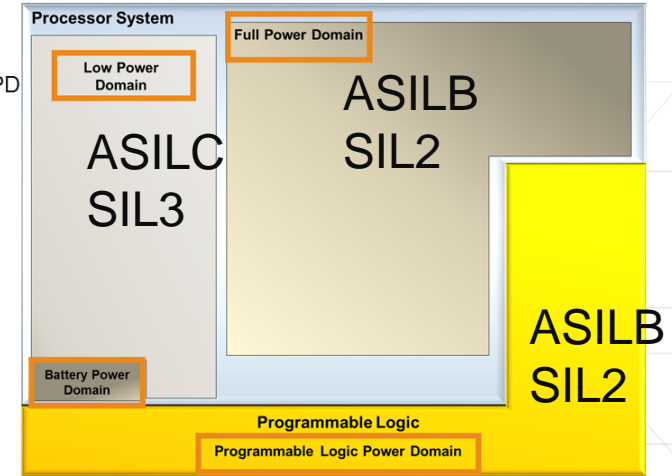 Processor System
PD
Low Power
Domain
Full Power Domain
ASILB
SIL2
ASILC
SIL3
ASILB
SIL2
Battery Power
Domain
Programmable Logic
Programmable Logic Power Domain